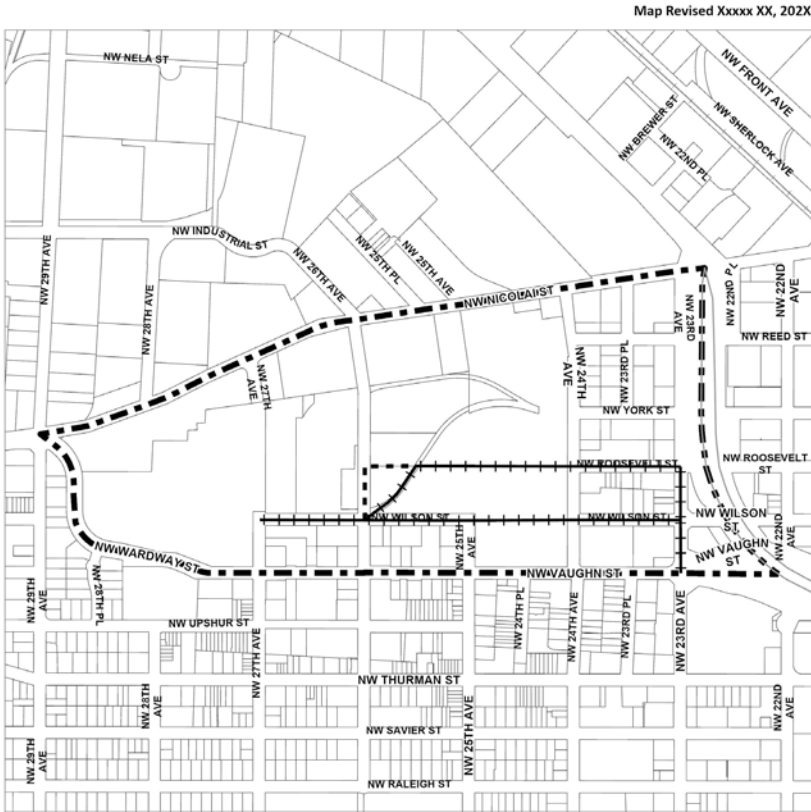 Map Revised Xxxxx XX, 202X
NW NELA ST
NW FRONT AVE
NW BREWER ST
NW SHERLOCK AVE
NW 22ND PL
NW INDUSTRIAL ST
NW 29TH AVE
NW 28TH AVE
NW 26TH AVE
NW 25TH PL
NW 25TH AVE
NW NICOLAI ST
NW 23RD
AVE
NW 22ND PL
NW 22ND
AVE
NW REED ST
NW 27TH
AVE
NW 24TH
AVE
NW 23RD PL
NW YORK ST
NW ROOSEVELT ST
NW ROOSEVELT
ST
NW WILSON ST
NW WILSON ST
NW WILSON
ST
NW 25TH
AVE
NW VAUGHN
ST
NW 22ND
AVE
NW WARDWAY ST
NW VAUGHN ST
NW 29TH
AVE
NW 28TH PL
NW UPSHUR ST
NW 27TH AVE
NW 24TH PL
NW 24TH AVE
NW 23RD PL
NW 23RD AVE
NW THURMAN ST
NW 28TH
AVE
NW 25TH AVE
NW 22ND
AVE
NW SAVIER ST
NW 29TH
AVE
NW RALEIGH ST